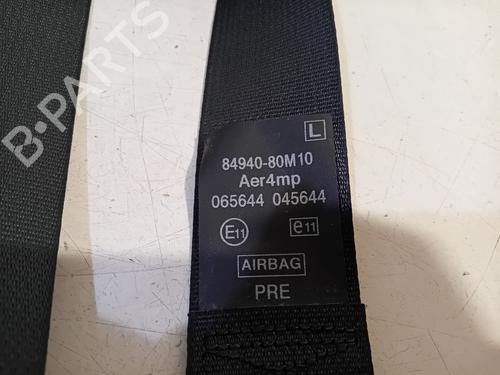 B-PARTS
L
84940-80M10
Aer4mp
065644 045644
E11 e11
AIRBAG
PRE